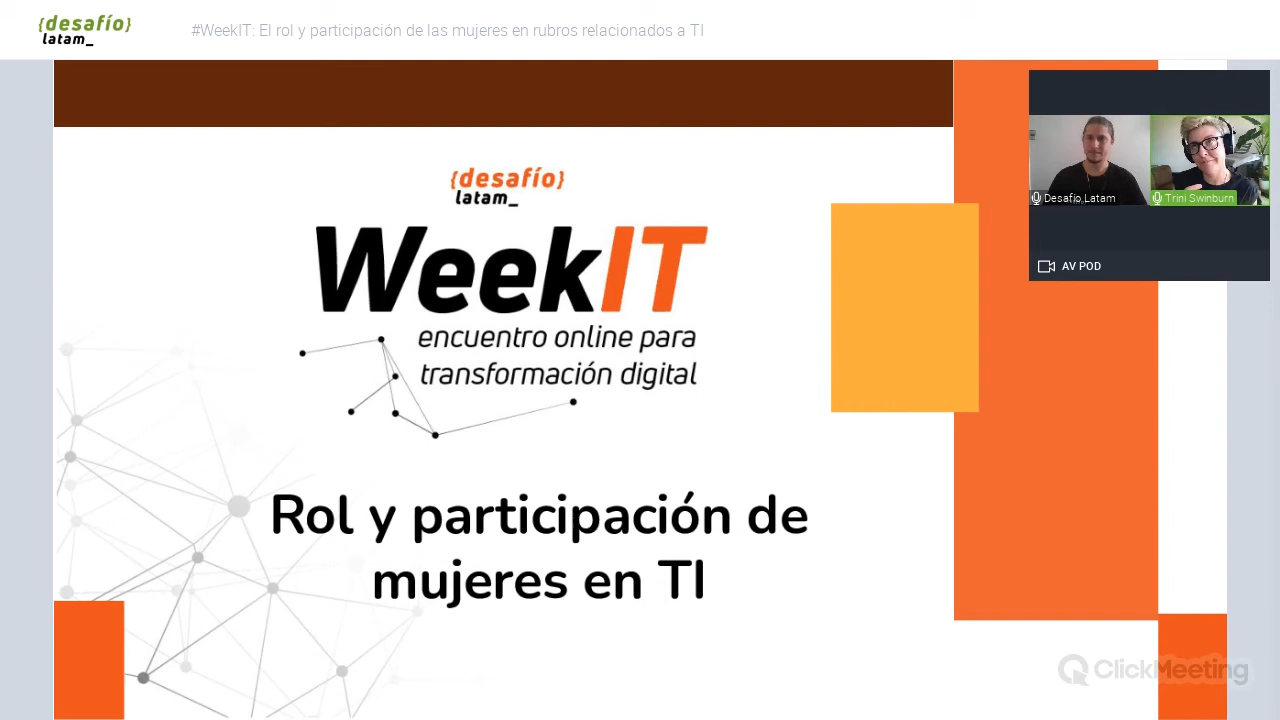 {desafío}
latam_
#WeekIT: El rol y participación de las mujeres en rubros relacionados a TI
{desafío}
latam_
WeekIT
encuentro online para
transformación digital
Rol y participación de
mujeres en TI
Desafío Latam
Trini Swinburn
AV POD
ClickMeeting